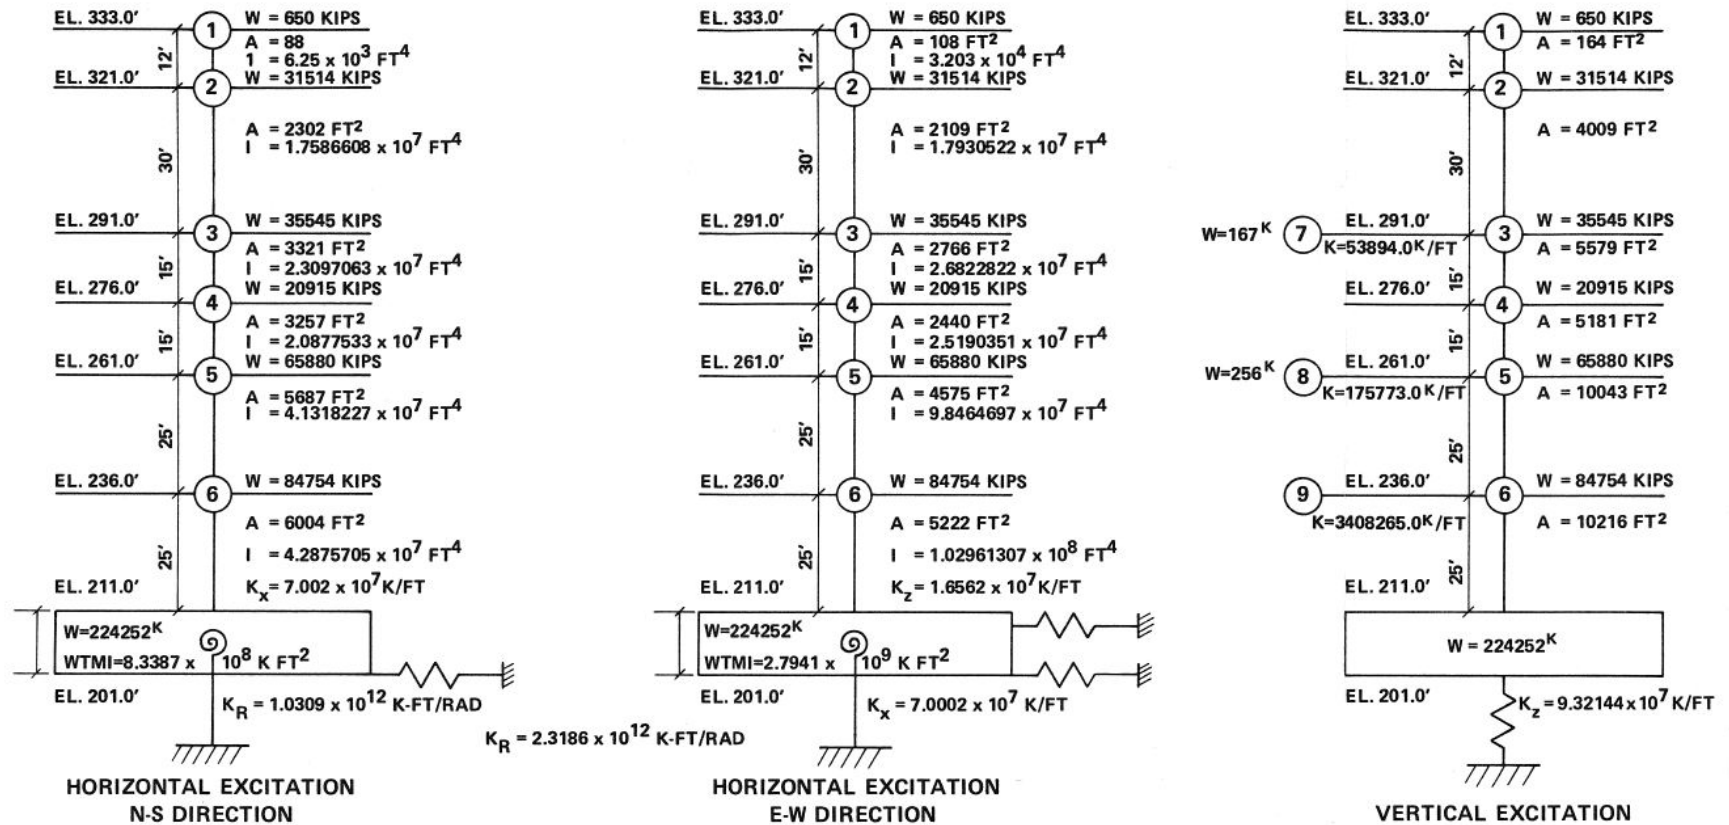 EL. 333.0'
W = 650 KIPS
A = 88
1 = 6.25 x 10³ FT⁴
12'
EL. 321.0'
W = 31514 KIPS
A = 2302 FT²
I = 1.7586608 x 10⁷ FT⁴
30'
EL. 291.0'
W = 35545 KIPS
A = 3321 FT²
I = 2.3097063 x 10⁷ FT⁴
15'
EL. 276.0'
W = 20915 KIPS
A = 3257 FT²
I = 2.0877533 x 10⁷ FT⁴
15'
EL. 261.0'
W = 65880 KIPS
A = 5687 FT²
I = 4.1318227 x 10⁷ FT⁴
25'
EL. 236.0'
W = 84754 KIPS
A = 6004 FT²
I = 4.2875705 x 10⁷ FT⁴
25'
EL. 211.0'
Kx = 7.002 x 10⁷ K/FT
W=224252ᴷ
WTMI=8.3387 x 10⁸ K FT²
EL. 201.0'
KR = 1.0309 x 10¹² K-FT/RAD
1
2
3
4
5
6
HORIZONTAL EXCITATION
N-S DIRECTION
EL. 333.0'
W = 650 KIPS
A = 108 FT²
I = 3.203 x 10⁴ FT⁴
12'
EL. 321.0'
W = 31514 KIPS
A = 2109 FT²
I = 1.7930522 x 10⁷ FT⁴
30'
EL. 291.0'
W = 35545 KIPS
A = 2766 FT²
I = 2.6822822 x 10⁷ FT⁴
15'
EL. 276.0'
W = 20915 KIPS
A = 2440 FT²
I = 2.5190351 x 10⁷ FT⁴
15'
EL. 261.0'
W = 65880 KIPS
A = 4575 FT²
I = 9.8464697 x 10⁷ FT⁴
25'
EL. 236.0'
W = 84754 KIPS
A = 5222 FT²
I = 1.02961307 x 10⁸ FT⁴
25'
EL. 211.0'
Kz = 1.6562 x 10⁷ K/FT
W=224252ᴷ
WTMI=2.7941 x 10⁹ K FT²
EL. 201.0'
Kx = 7.0002 x 10⁷ K/FT
KR = 2.3186 x 10¹² K-FT/RAD
1
2
3
4
5
6
HORIZONTAL EXCITATION
E-W DIRECTION
EL. 333.0'
W = 650 KIPS
A = 164 FT²
12'
EL. 321.0'
W = 31514 KIPS
A = 4009 FT²
30'
W=167ᴷ
7
EL. 291.0'
W = 35545 KIPS
K=53894.0ᴷ/FT
A = 5579 FT²
15'
EL. 276.0'
W = 20915 KIPS
A = 5181 FT²
15'
W=256ᴷ
8
EL. 261.0'
W = 65880 KIPS
K=175773.0ᴷ/FT
A = 10043 FT²
25'
9
EL. 236.0'
W = 84754 KIPS
K=3408265.0ᴷ/FT
A = 10216 FT²
25'
EL. 211.0'
W = 224252ᴷ
EL. 201.0'
Kz = 9.32144x10⁷ K/FT
1
2
3
4
5
6
VERTICAL EXCITATION